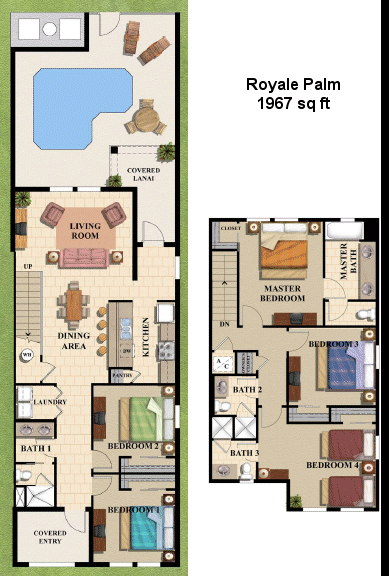 Royale Palm
1967 sq ft
COVERED
LANAI
LIVING
ROOM
UP
DINING
AREA
KITCHEN
DW
WH
PANTRY
LAUNDRY
BATH 1
BEDROOM 2
BEDROOM 1
COVERED
ENTRY
CLOSET
MASTER
BEDROOM
MASTER
BATH
DN
A
C
BEDROOM 3
BATH 2
BATH 3
BEDROOM 4